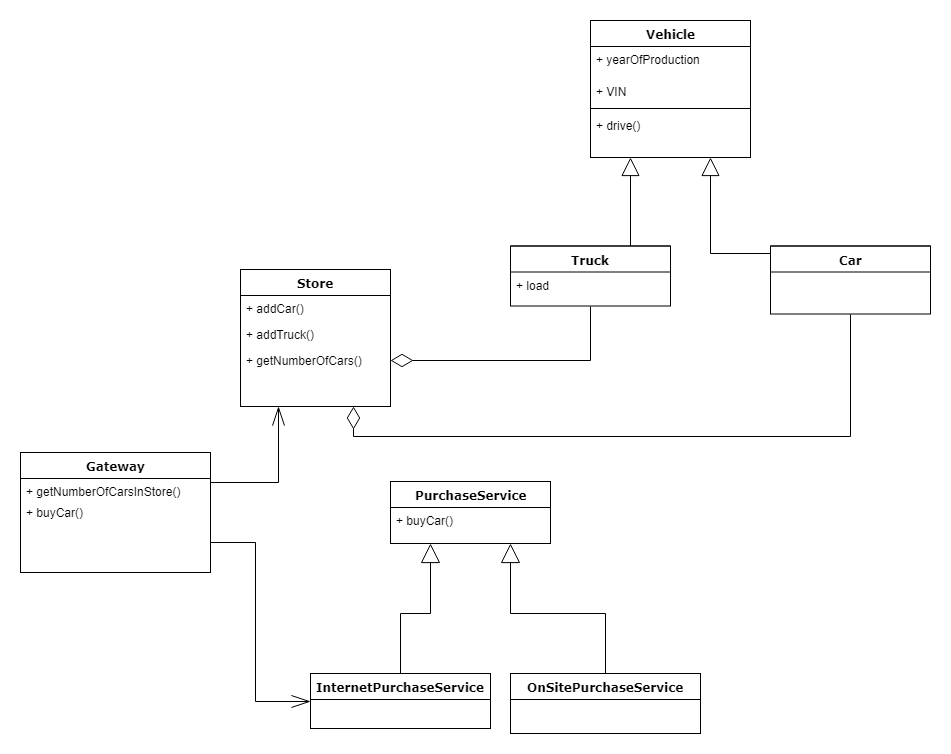 Vehicle
+ yearOfProduction
+ VIN
+ drive()
Truck
+ load
Car
Store
+ addCar()
+ addTruck()
+ getNumberOfCars()
Gateway
+ getNumberOfCarsInStore()
+ buyCar()
PurchaseService
+ buyCar()
InternetPurchaseService
OnSitePurchaseService